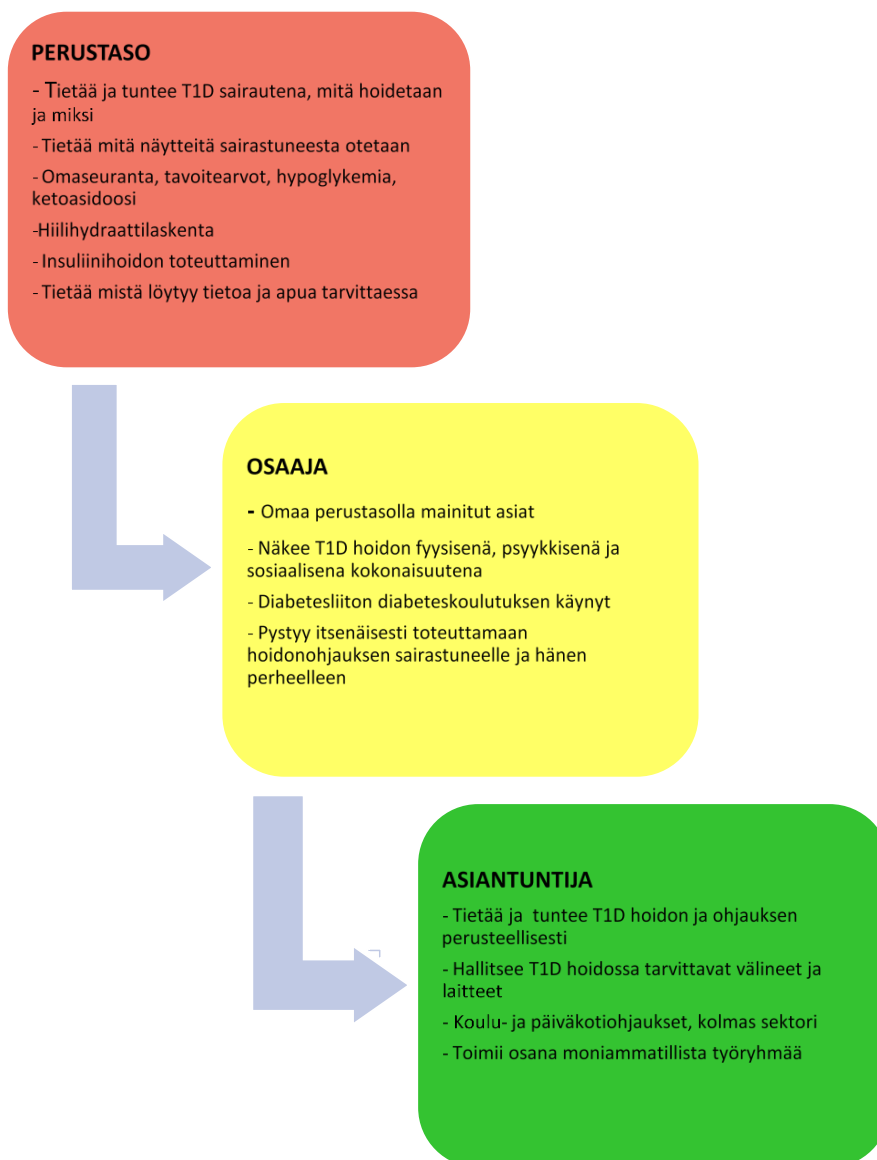 PERUSTASO
- Tietää ja tuntee T1D sairautena, mitä hoidetaan
ja miksi
- Tietää mitä näytteitä sairastuneesta otetaan
- Omaseuranta, tavoitearvot, hypoglykemia,
ketoasidoosi
-Hiilihydraattilaskenta
- Insuliinihoidon toteuttaminen
- Tietää mistä löytyy tietoa ja apua tarvittaessa
OSAAJA
- Omaa perustasolla mainitut asiat
- Näkee T1D hoidon fyysisenä, psyykkisenä ja
sosiaalisena kokonaisuutena
- Diabetesliiton diabeteskoulutuksen käynyt
- Pystyy itsenäisesti toteuttamaan
hoidonohjauksen sairastuneelle ja hänen
perheelleen
ASIANTUNTIJA
- Tietää ja  tuntee T1D hoidon ja ohjauksen
perusteellisesti
- Hallitsee T1D hoidossa tarvittavat välineet ja
laitteet
- Koulu- ja päiväkotiohjaukset, kolmas sektori
- Toimii osana moniammatillista työryhmää